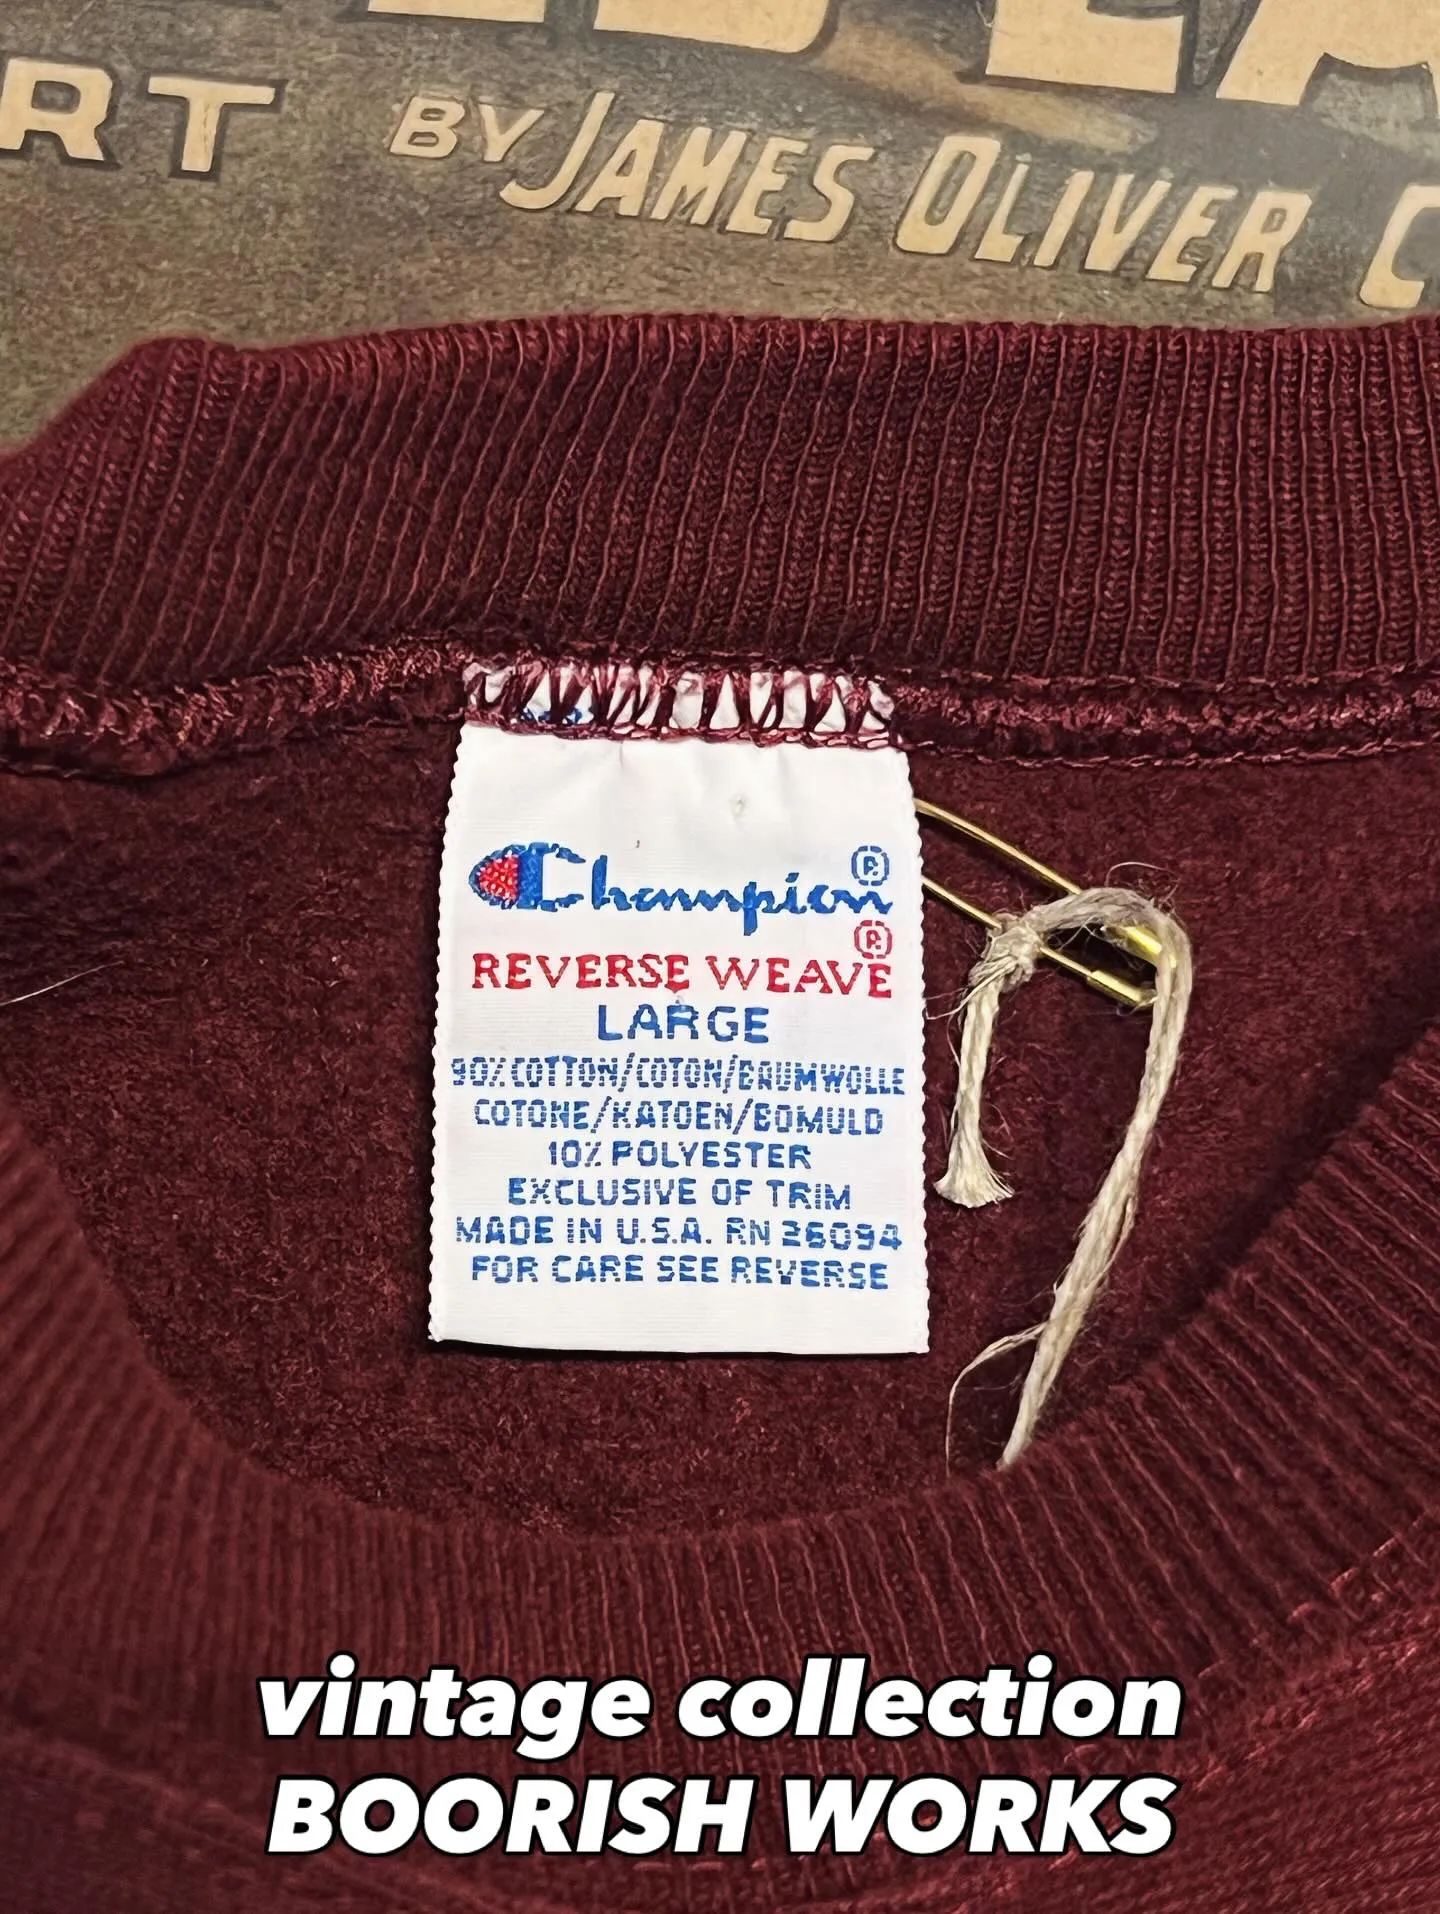 RT BY JAMES OLIVER C
Champion®
REVERSE WEAVE®
LARGE
90% COTTON/COTON/BAUMWOLLE
COTONE/KATOEN/BOMULD
10% POLYESTER
EXCLUSIVE OF TRIM
MADE IN U.S.A. RN 26094
FOR CARE SEE REVERSE
vintage collection
BOORISH WORKS